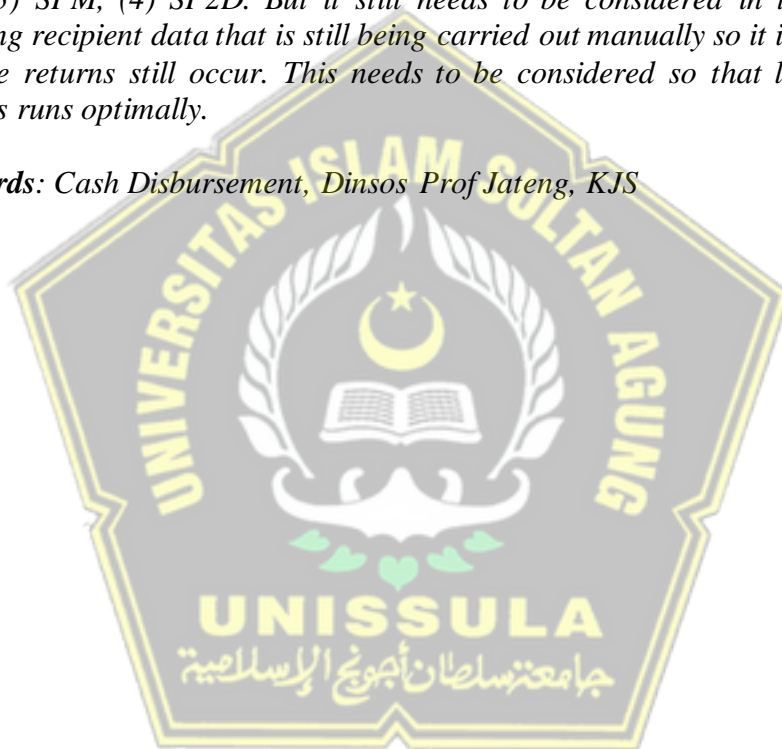 3) SPM, (4) SP2D. But it still needs to be considered in
ng recipient data that is still being carried out manually so it
e returns still occur. This needs to be considered so that
s runs optimally.
rds: Cash Disbursement, Dinsos Prof Jateng, KJS
UNIVERSITAS ISLAM SULTAN AGUNG
UNISSULA
جامعنسلطان أجونج الإسلامية